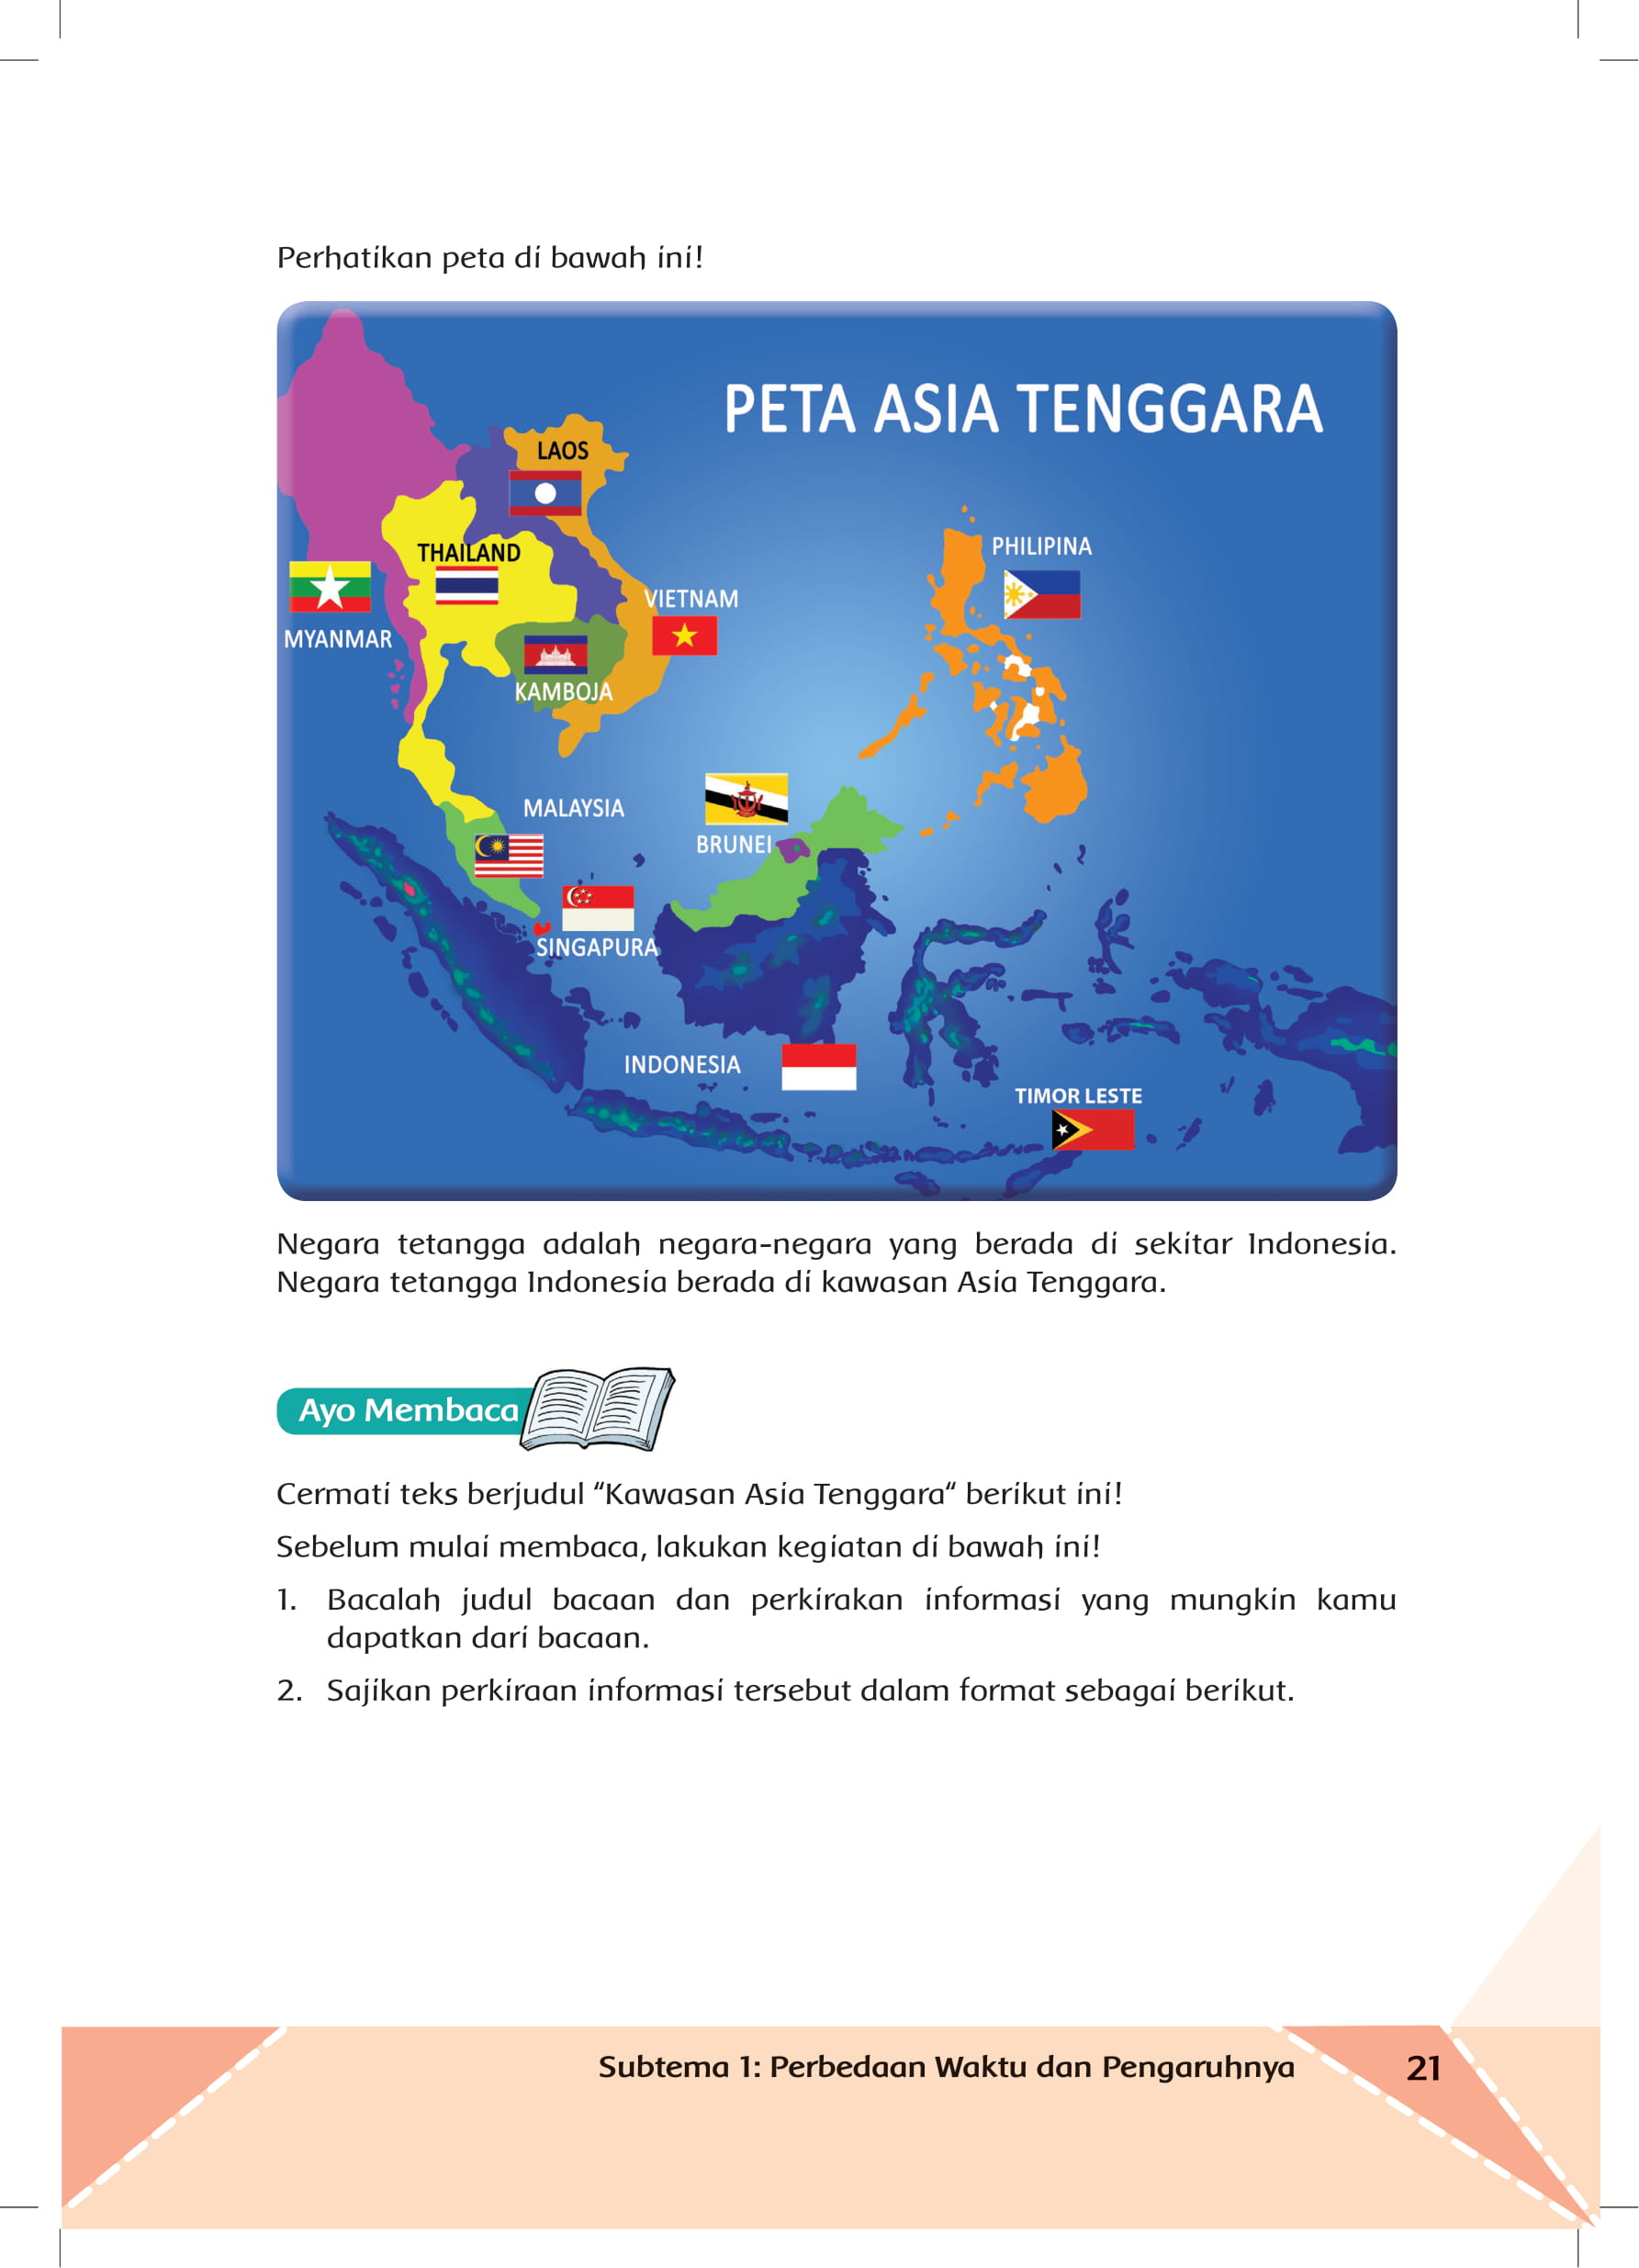 Perhatikan peta di bawah ini!
PETA ASIA TENGGARA
LAOS
THAILAND
PHILIPINA
VIETNAM
MYANMAR
KAMBOJA
MALAYSIA
BRUNEI
SINGAPURA
INDONESIA
TIMOR LESTE
Negara tetangga adalah negara-negara yang berada di sekitar Indonesia.
Negara tetangga Indonesia berada di kawasan Asia Tenggara.
Ayo Membaca
Cermati teks berjudul “Kawasan Asia Tenggara“ berikut ini!
Sebelum mulai membaca, lakukan kegiatan di bawah ini!
1. Bacalah judul bacaan dan perkirakan informasi yang mungkin kamu
dapatkan dari bacaan.
2. Sajikan perkiraan informasi tersebut dalam format sebagai berikut.
Subtema 1: Perbedaan Waktu dan Pengaruhnya 21